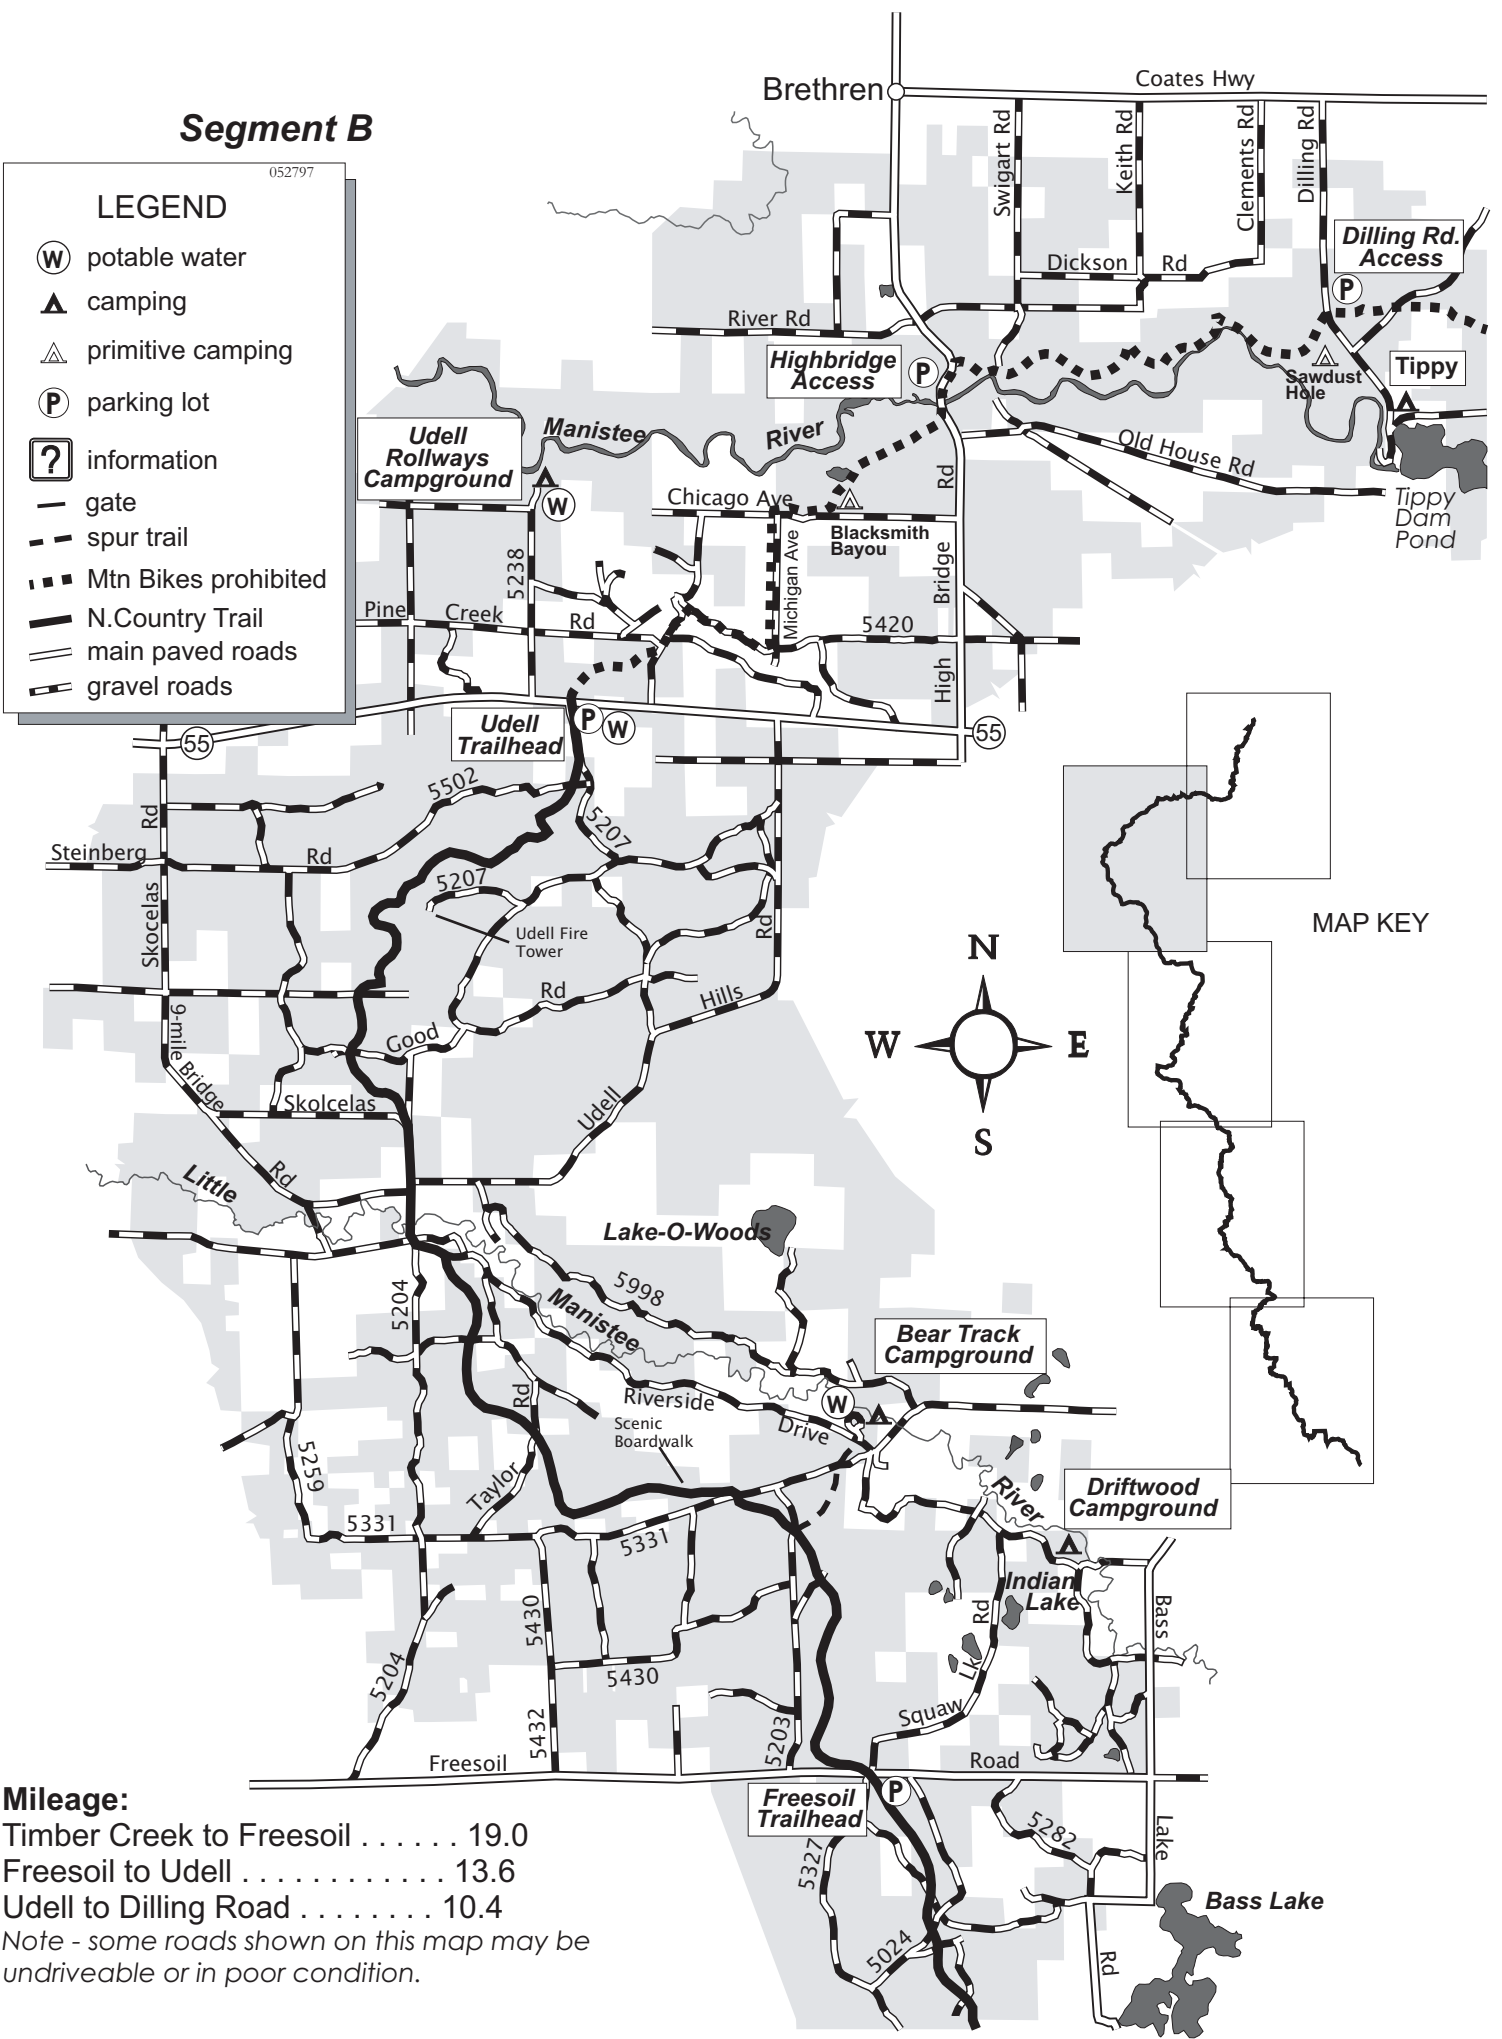 Segment B
052797
LEGEND
W potable water
camping
primitive camping
P parking lot
? information
gate
spur trail
Mtn Bikes prohibited
N.Country Trail
main paved roads
gravel roads
Brethren
Coates Hwy
Swigart Rd
Keith Rd
Clements Rd
Dilling Rd
Dickson Rd
Dilling Rd.
Access
P
River Rd
Highbridge
Access
P
Sawdust
Hole
Tippy
Udell
Rollways
Campground
W
Manistee River
Old House Rd
Tippy
Dam
Pond
Chicago Ave
Blacksmith
Bayou
Michigan Ave
High Bridge Rd
5238
Pine Creek Rd
5420
Udell
Trailhead
P
W
55
55
5502
5207
Steinberg Rd
Skocelas Rd
5207
Udell Fire
Tower
Rd
Good Rd
Hills
Udell
9-mile Bridge Rd
Skolcelas
N
W
E
S
MAP KEY
Little
Manistee
River
Lake-O-Woods
5998
5204
Bear Track
Campground
W
Riverside Drive
Scenic
Boardwalk
Taylor Rd
5259
5331
5331
Driftwood
Campground
Indian
Lake
5430
5430
5432
5204
5203
Squaw Lk Rd
Bass Lake Rd
Freesoil Road
Freesoil
Trailhead
P
5282
5327
5024
Bass Lake
Mileage:
Timber Creek to Freesoil . . . . . . 19.0
Freesoil to Udell . . . . . . . . . . . . 13.6
Udell to Dilling Road . . . . . . . . 10.4
Note - some roads shown on this map may be
undriveable or in poor condition.